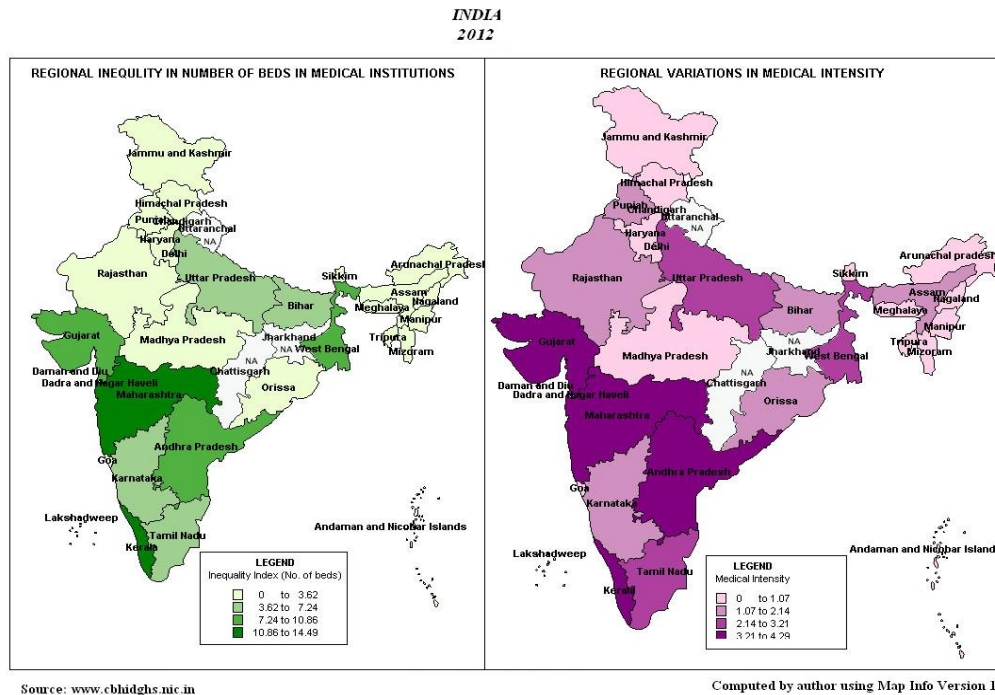 INDIA
2012
REGIONAL INEQULITY IN NUMBER OF BEDS IN MEDICAL INSTITUTIONS
Jammu and Kashmir
Himachal Pradesh
Punjab
Chandigarh
Uttaranchal
NA
Haryana
Delhi
Rajasthan
Uttar Pradesh
Bihar
Sikkim
Arunachal Pradesh
Assam
Nagaland
Meghalaya
Manipur
Tripura
Mizoram
Gujarat
Madhya Pradesh
Jharkhand
NA
NA
West Bengal
Chattisgarh
Orissa
Daman and Diu
Dadra and Nagar Haveli
Maharashtra
Andhra Pradesh
Goa
Karnataka
Lakshadweep
Andaman and Nicobar Islands
Kerala
Tamil Nadu
LEGEND
Inequality Index (No. of beds)
0 to 3.62
3.62 to 7.24
7.24 to 10.86
10.86 to 14.49
REGIONAL VARIATIONS IN MEDICAL INTENSITY
Jammu and Kashmir
Himachal Pradesh
Punjab
Chandigarh
Uttaranchal
NA
Haryana
Delhi
Rajasthan
Uttar Pradesh
Bihar
Sikkim
Arunachal pradesh
Assam
Nagaland
Meghalaya
Manipur
Tripura
Mizoram
Gujarat
Madhya Pradesh
NA
Jharkhand
West Bengal
NA
Chattisgarh
Orissa
Daman and Diu
Dadra and Nagar Haveli
Maharashtra
Andhra Pradesh
Goa
Karnataka
Lakshadweep
Andaman and Nicobar Island
Kerala
Tamil Nadu
LEGEND
Medical Intensity
0 to 1.07
1.07 to 2.14
2.14 to 3.21
3.21 to 4.29
Source: www.cbhidghs.nic.in
Computed by author using Map Info Version 1